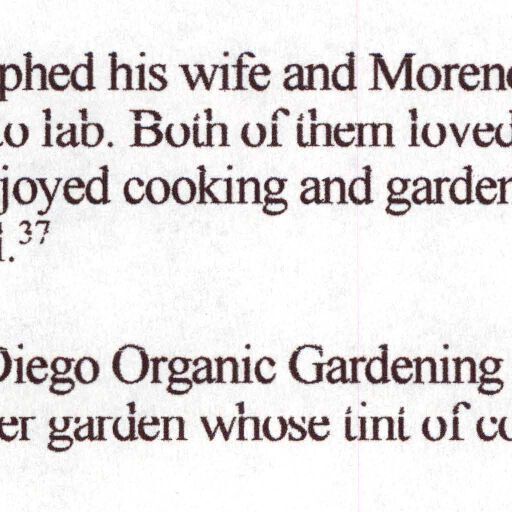 phed his wife and Moreno
to lab. Both of them loved
joyed cooking and garden
.37
Diego Organic Gardening
er garden whose tint of co